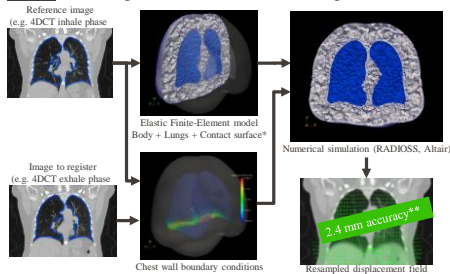 Reference image
(e.g. 4DCT inhale phase
Elastic Finite-Element model
Body + Lungs + Contact surface*
Numerical simulation (RADIOSS, Altair)
Image to register
(e.g. 4DCT exhale phase
Chest wall boundary conditions
2.4 mm accuracy**
Resampled displacement field